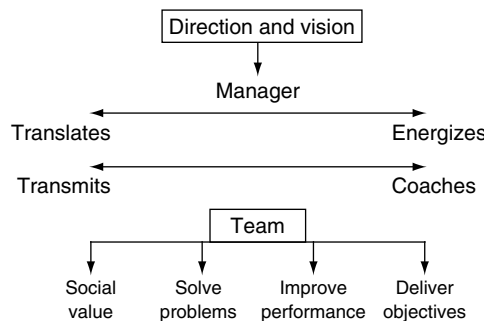 Direction and vision
Manager
Translates Energizes
Transmits Coaches
Team
Social Solve Improve Deliver
value problems performance objectives